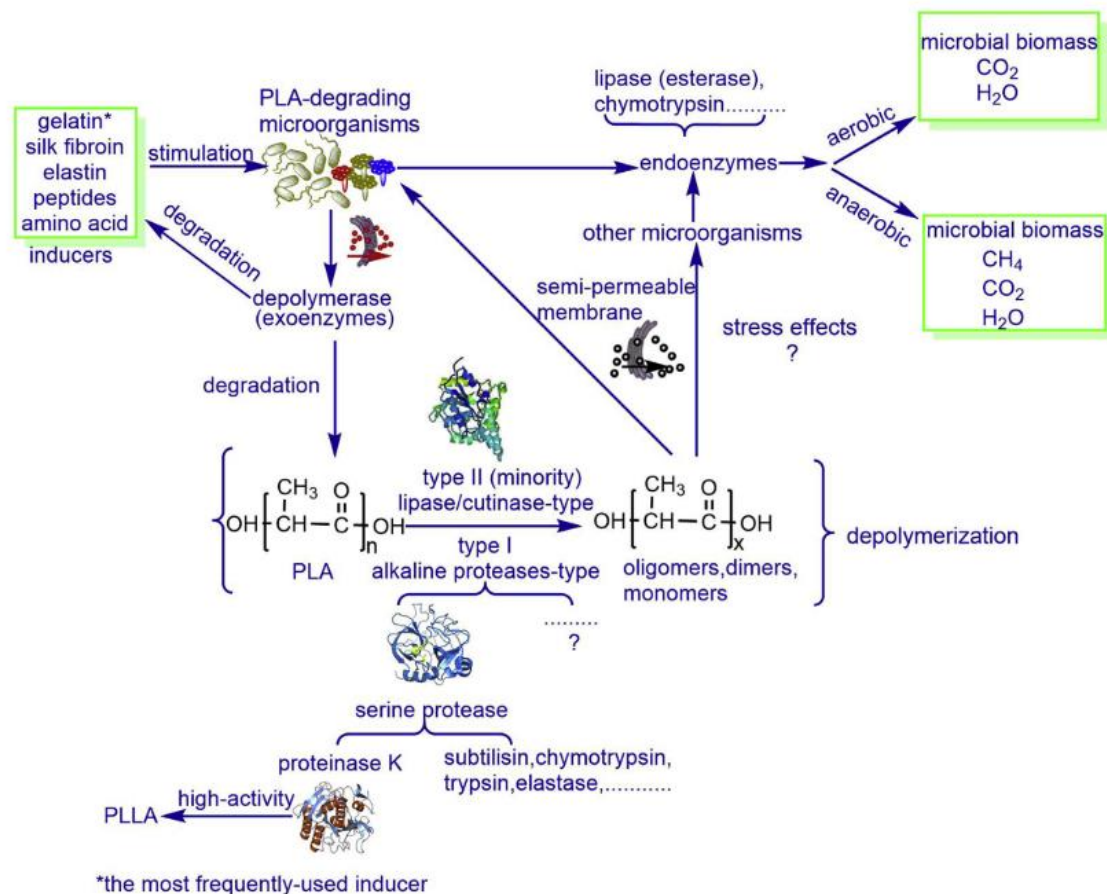 microbial biomass
CO2
H2O
lipase (esterase),
chymotrypsin..........
PLA-degrading
microorganisms
gelatin*
silk fibroin
elastin
peptides
amino acid
inducers
stimulation
endoenzymes
aerobic
anaerobic
degradation
other microorganisms
microbial biomass
CH4
CO2
H2O
depolymerase
(exoenzymes)
semi-permeable
membrane
stress effects
?
degradation
type II (minority)
lipase/cutinase-type
CH3 O
OH CH C OH
n
PLA
type I
alkaline proteases-type
CH3 O
OH CH C OH
x
oligomers,dimers,
monomers
depolymerization
.........
?
serine protease
proteinase K
subtilisin,chymotrypsin,
trypsin,elastase,...........
high-activity
PLLA
*the most frequently-used inducer